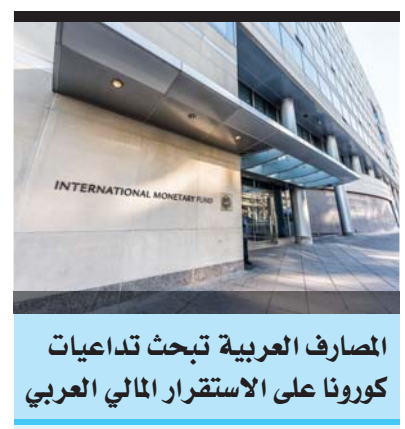 INTERNATIONAL MONETARY FUND
المصارف العربية تبحث تداعيات
كورونا على الاستقرار المالي العربي